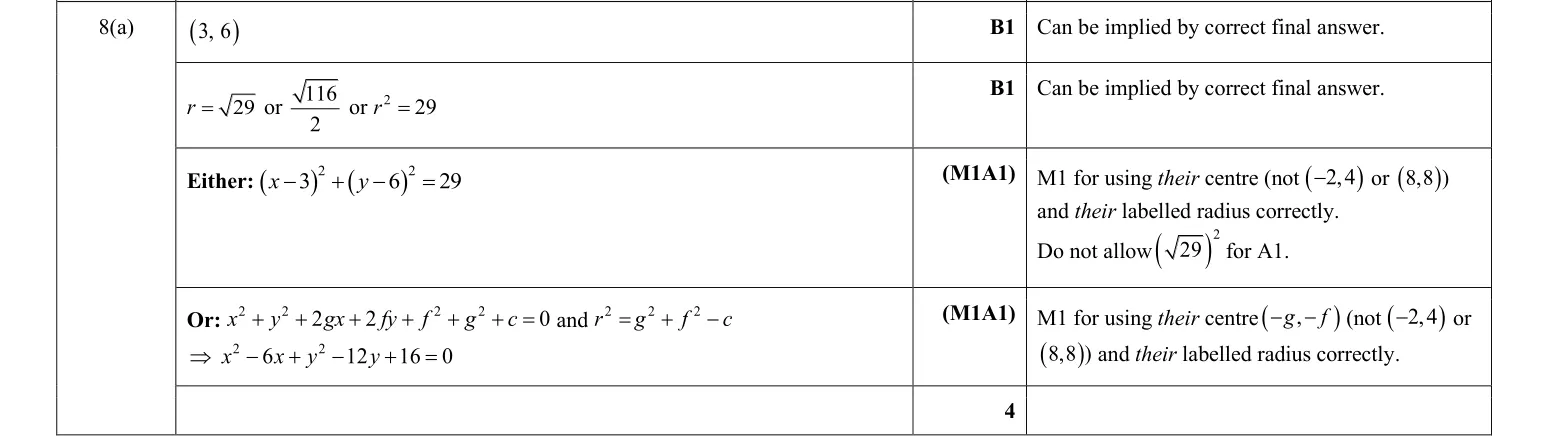 8(a) (3, 6) B1 Can be implied by correct final answer.
r = √29 or √116/2 or r² = 29 B1 Can be implied by correct final answer.
Either: (x−3)² + (y−6)² = 29 (M1A1) M1 for using their centre (not (−2,4) or (8,8))
and their labelled radius correctly.
Do not allow (√29)² for A1.
Or: x² + y² + 2gx + 2fy + f² + g² + c = 0 and r² = g² + f² − c (M1A1) M1 for using their centre (−g,−f) (not (−2,4) or
⇒ x² − 6x + y² − 12y + 16 = 0 (8,8)) and their labelled radius correctly.
4